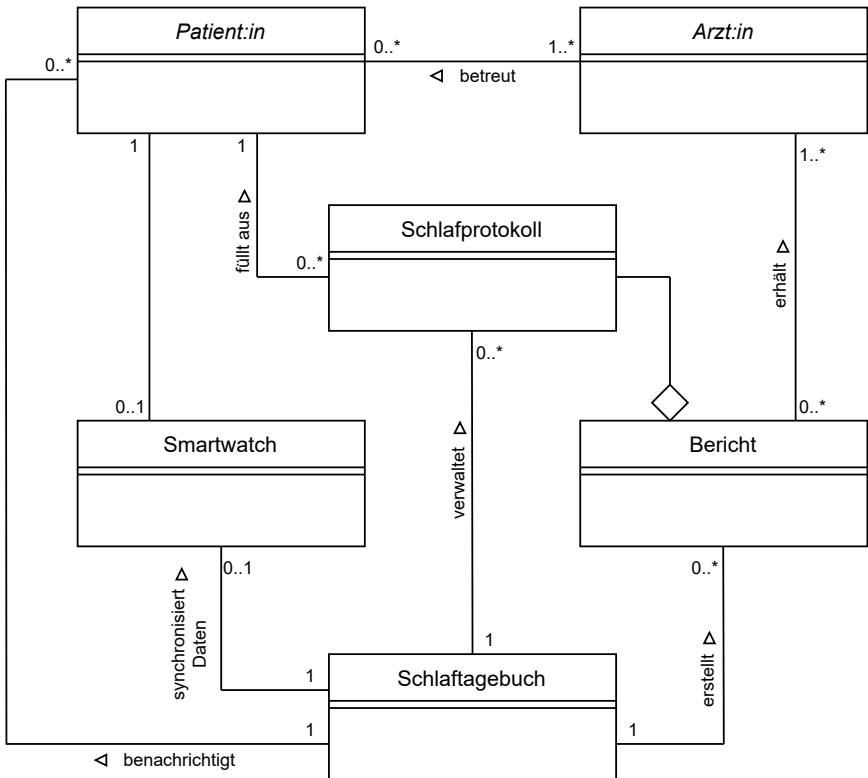 Patient:in
Arzt:in
0..*
0..*
1..*
◁ betreut
1
1
1..*
füllt aus ▷
Schlafprotokoll
0..*
erhält ▷
0..*
0..1
0..*
Smartwatch
Bericht
verwaltet ▷
0..1
0..*
synchronisiert ▷
Daten
1
erstellt ▷
1
Schlaftagebuch
1
1
◁ benachrichtigt